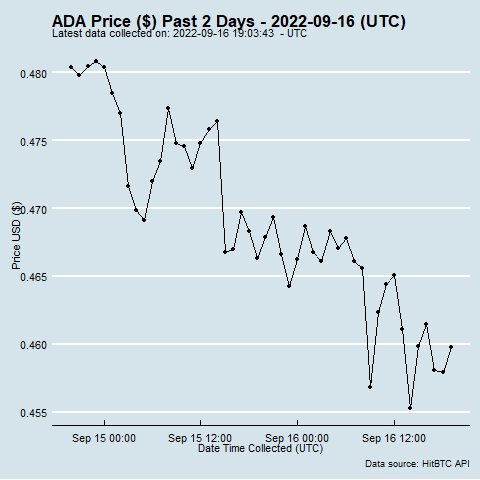 ADA Price ($) Past 2 Days - 2022-09-16 (UTC)
Latest data collected on: 2022-09-16 19:03:43  - UTC
0.480
0.475
0.470
0.465
0.460
0.455
Price USD ($)
Sep 15 00:00
Sep 15 12:00
Sep 16 00:00
Sep 16 12:00
Date Time Collected (UTC)
Data source: HitBTC API